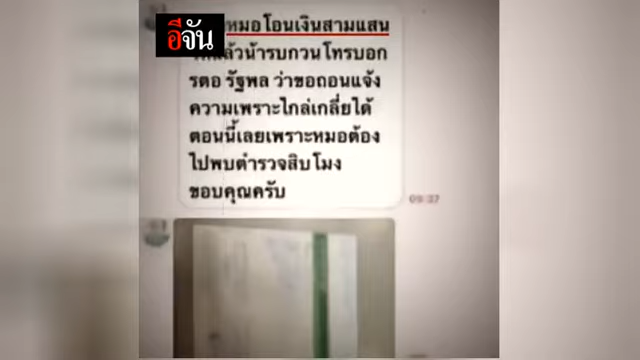 อีจัน
หมอโอนเงินสามแสน
แล้วน้ารบกวนโทรบอก
รตอ รัฐพล ว่าขอถอนแจ้ง
ความเพราะไกล่เกลี่ยได้
ตอนนี้เลยเพราะหมอต้อง
ไปพบตำรวจสิบโมง
ขอบคุณครับ
09:37